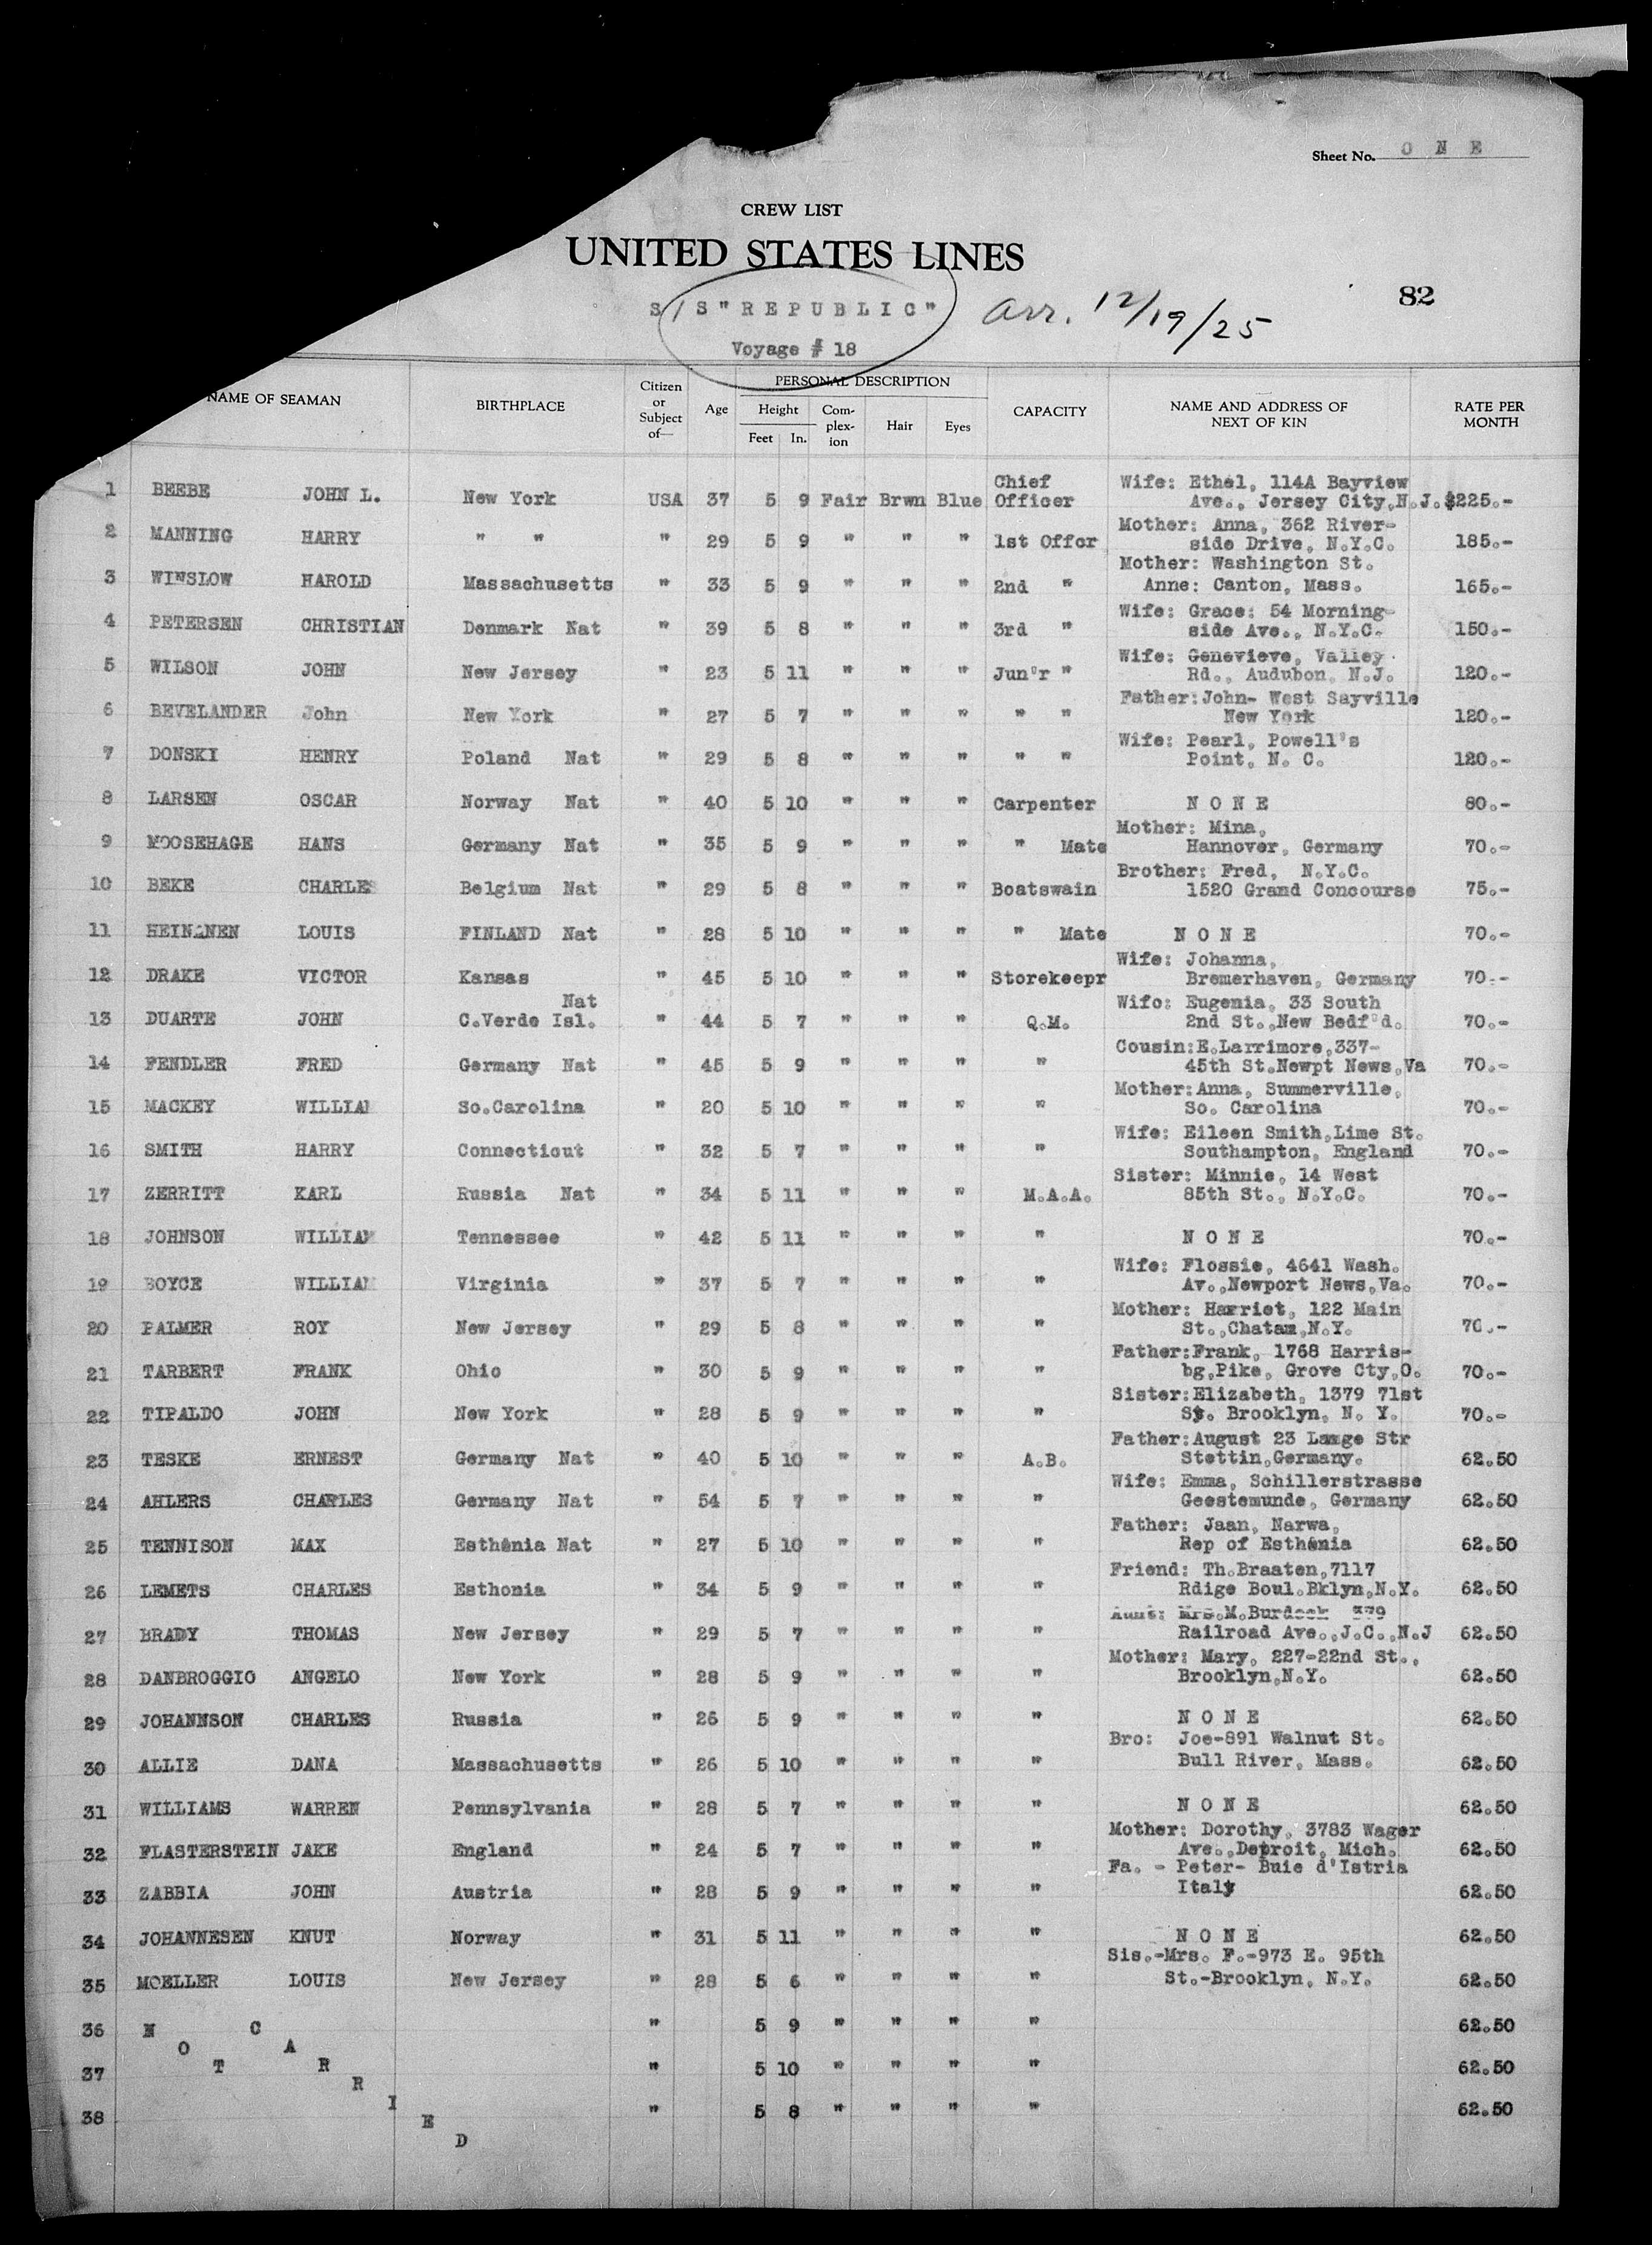 Sheet No. O N E
CREW LIST
UNITED STATES LINES
S/S "R E P U B L I C" arr. 12/19/25 82
Voyage # 18
NAME OF SEAMAN BIRTHPLACE Citizen or Subject of— Age PERSONAL DESCRIPTION Height Feet In. Com-plex-ion Hair Eyes CAPACITY NAME AND ADDRESS OF NEXT OF KIN RATE PER MONTH
Chief Wife: Ethel, 114A Bayview
1 BEEBE JOHN L. New York USA 37 5 9 Fair Brwn Blue Officer Ave., Jersey City,N.J. $225.-
Mother: Anna, 362 River-
2 MANNING HARRY " " " 29 5 9 " " " 1st Offcr side Drive, N.Y.C. 185.-
Mother: Washington St.
3 WINSLOW HAROLD Massachusetts " 33 5 9 " " " 2nd " Anne: Canton, Mass. 165.-
Wife: Grace: 54 Morning-
4 PETERSEN CHRISTIAN Denmark Nat " 39 5 8 " " " 3rd " side Ave., N.Y.C. 150.-
Wife: Genevieve, Valley
5 WILSON JOHN New Jersey " 23 5 11 " " " Jun'r " Rd., Audubon, N.J. 120.-
Father:John- West Sayville
6 BEVELANDER John New York " 27 5 7 " " " " " New York 120.-
Wife: Pearl, Powell's
7 DONSKI HENRY Poland Nat " 29 5 8 " " " " " Point, N. C. 120.-
8 LARSEN OSCAR Norway Nat " 40 5 10 " " " Carpenter N O N E 80.-
Mother: Mina,
9 MOOSEHAGE HANS Germany Nat " 35 5 9 " " " " Mate Hannover, Germany 70.-
Brother: Fred, N.Y.C.
10 BEKE CHARLES Belgium Nat " 29 5 8 " " " Boatswain 1520 Grand Concourse 75.-
11 HEINANEN LOUIS FINLAND Nat " 28 5 10 " " " " Mate N O N E 70.-
Wife: Johanna,
12 DRAKE VICTOR Kansas " 45 5 10 " " " Storekeepr Bremerhaven, Germany 70.-
Nat Wife: Eugenia, 33 South
13 DUARTE JOHN C.Verde Isl. " 44 5 7 " " " Q.M. 2nd St.,New Bedf'd. 70.-
Cousin:E.Larrimore,337-
14 FENDLER FRED Germany Nat " 45 5 9 " " " " 45th St.Newpt News,Va 70.-
Mother:Anna, Summerville,
15 MACKEY WILLIAM So.Carolina " 20 5 10 " " " " So. Carolina 70.-
Wife: Eileen Smith,Lime St.
16 SMITH HARRY Connecticut " 32 5 7 " " " " Southampton, England 70.-
Sister: Minnie, 14 West
17 ZERRITT KARL Russia Nat " 34 5 11 " " " M.A.A. 85th St., N.Y.C. 70.-
18 JOHNSON WILLIAM Tennessee " 42 5 11 " " " " N O N E 70.-
Wife: Flossie, 4641 Wash.
19 BOYCE WILLIAM Virginia " 37 5 7 " " " " Av.,Newport News,Va. 70.-
Mother: Harriet, 122 Main
20 PALMER ROY New Jersey " 29 5 8 " " " " St.,Chatam,N.Y. 70.-
Father:Frank, 1768 Harris-
21 TARBERT FRANK Ohio " 30 5 9 " " " " bg,Pike, Grove Cty,O. 70.-
Sister:Elizabeth, 1379 71st
22 TIPALDO JOHN New York " 28 5 9 " " " " St. Brooklyn, N. Y. 70.-
Father:August 23 Lange Str
23 TESKE ERNEST Germany Nat " 40 5 10 " " " A.B. Stettin,Germany. 62.50
Wife: Emma, Schillerstrasse
24 AHLERS CHARLES Germany Nat " 54 5 7 " " " " Geestemunde, Germany 62.50
Father: Jaan, Narwa,
25 TENNISON MAX Esthonia Nat " 27 5 10 " " " " Rep of Esthonia 62.50
Friend: Th.Braaten,7117
26 LEMETS CHARLES Esthonia " 34 5 9 " " " " Rdige Boul.Bklyn,N.Y. 62.50
Aunt: Mrs.M.Burdock 379
27 BRADY THOMAS New Jersey " 29 5 7 " " " " Railroad Ave.,J.C.,N.J 62.50
Mother: Mary, 227-22nd St.,
28 DANBROGGIO ANGELO New York " 28 5 9 " " " " Brooklyn,N.Y. 62.50
29 JOHANNSON CHARLES Russia " 26 5 9 " " " " N O N E 62.50
Bro: Joe-891 Walnut St.
30 ALLIE DANA Massachusetts " 26 5 10 " " " " Bull River, Mass. 62.50
31 WILLIAMS WARREN Pennsylvania " 28 5 7 " " " " N O N E 62.50
Mother: Dorothy, 3783 Wager
32 FLASTERSTEIN JAKE England " 24 5 7 " " " " Ave.,Detroit, Mich. 62.50
Fa. - Peter- Buie d'Istria
33 ZABBIA JOHN Austria " 28 5 9 " " " " Italy 62.50
34 JOHANNESEN KNUT Norway " 31 5 11 " " " " N O N E 62.50
Sis.-Mrs. F.-973 E. 95th
35 MOELLER LOUIS New Jersey " 28 5 6 " " " " St.-Brooklyn, N.Y. 62.50
36 " 5 9 " " " " 62.50
N O T C A R R I E D
37 " 5 10 " " " " 62.50
38 " 5 8 " " " " 62.50